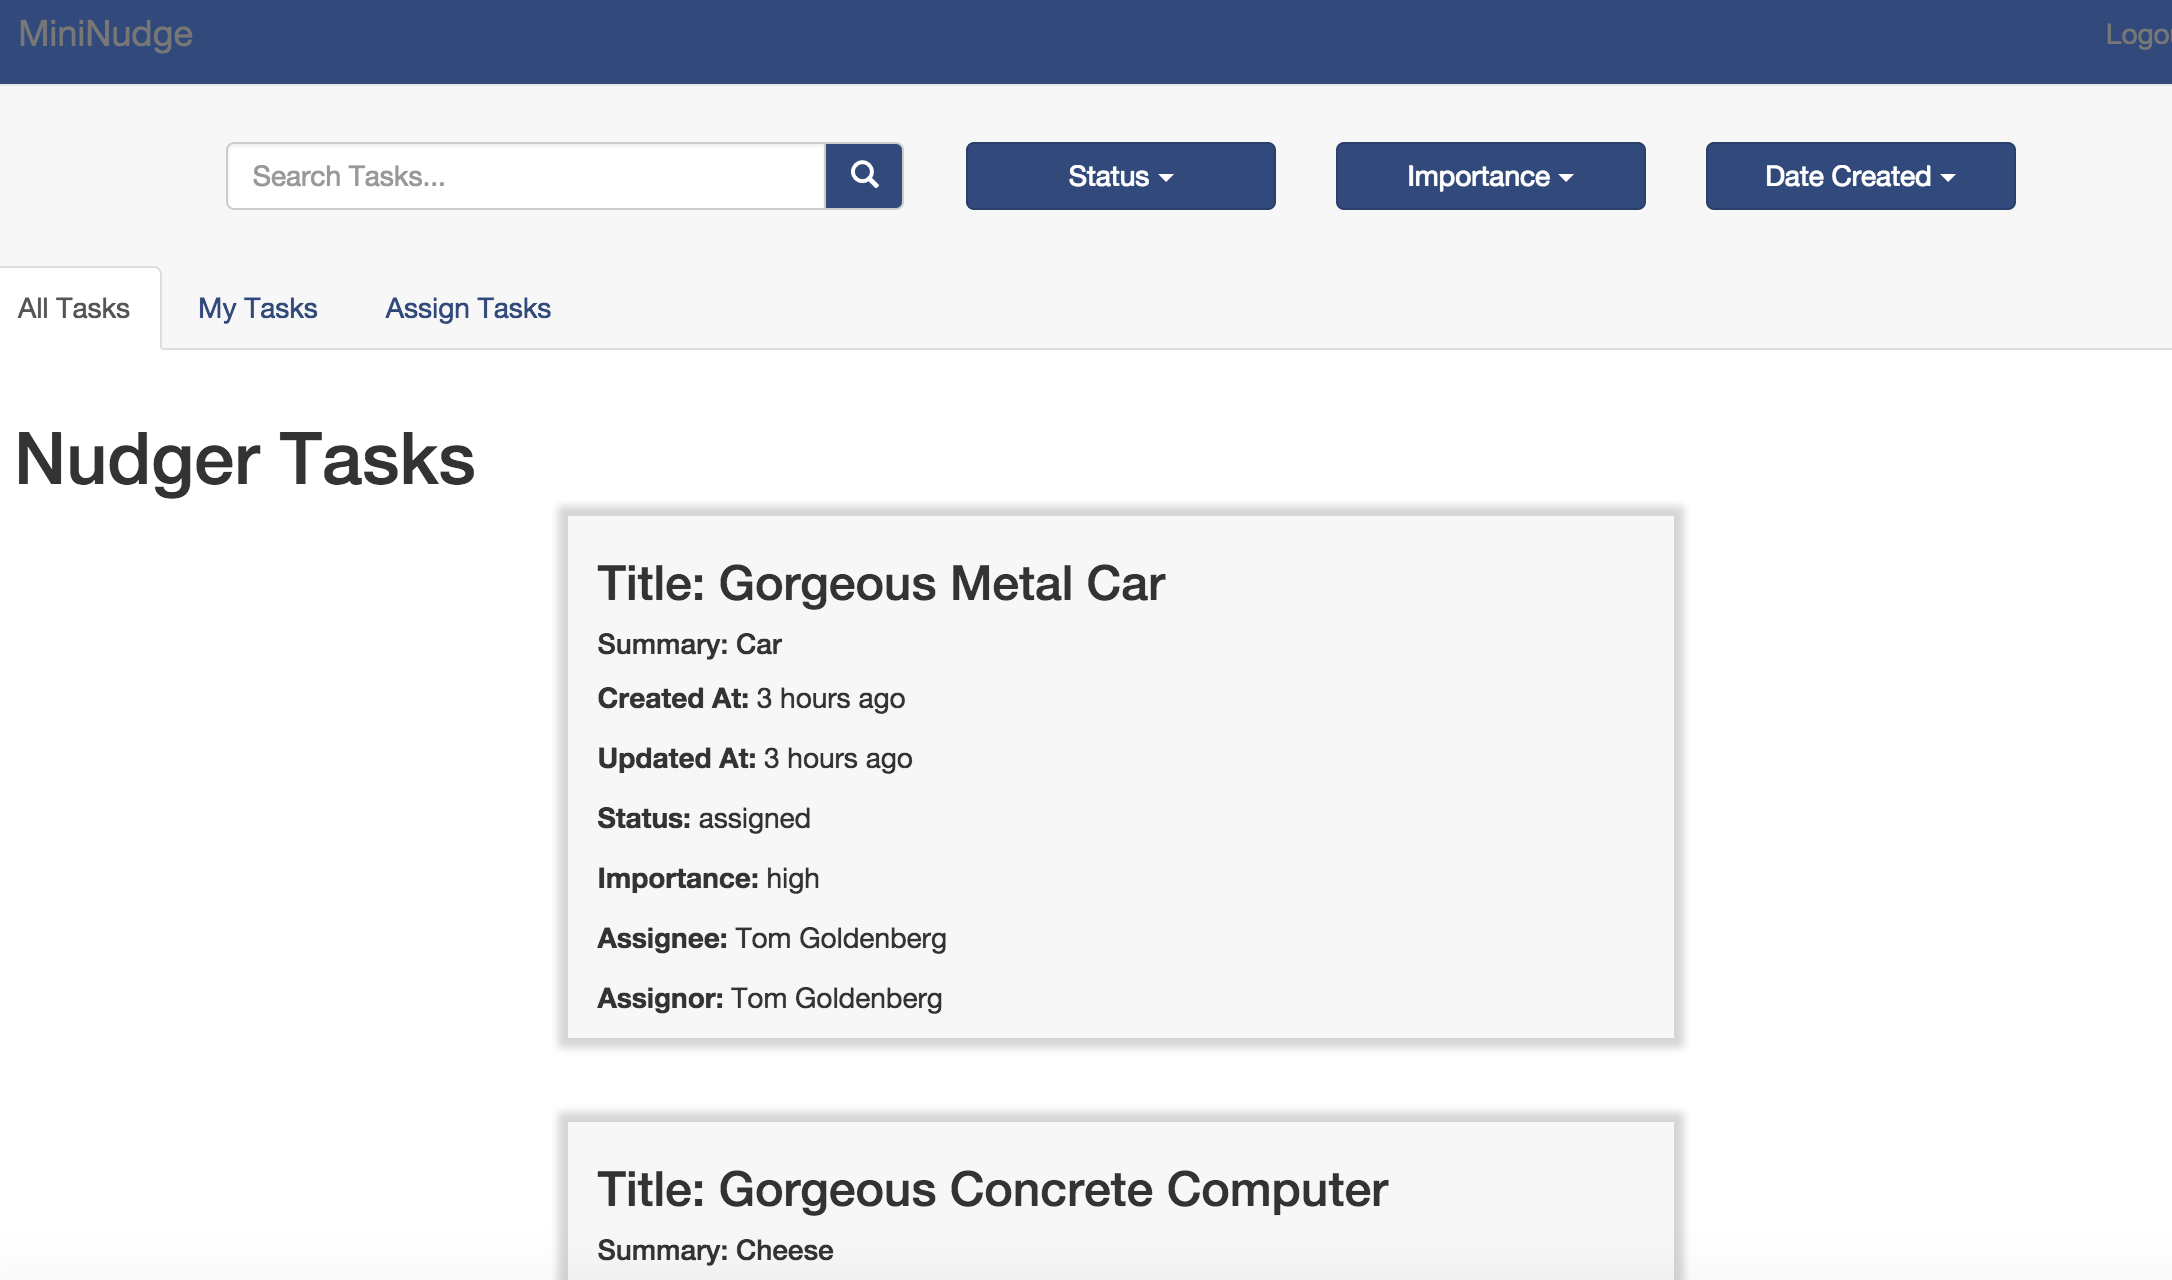 MiniNudge
Logo
Search Tasks...
Status
Importance
Date Created
All Tasks
My Tasks
Assign Tasks
Nudger Tasks
Title: Gorgeous Metal Car
Summary: Car
Created At: 3 hours ago
Updated At: 3 hours ago
Status: assigned
Importance: high
Assignee: Tom Goldenberg
Assignor: Tom Goldenberg
Title: Gorgeous Concrete Computer
Summary: Cheese